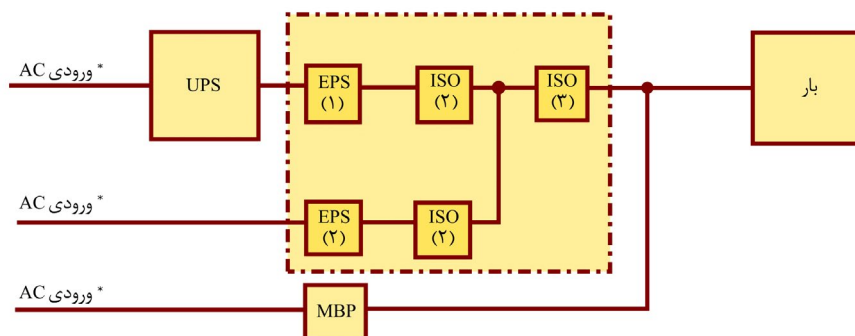 * ورودی AC
UPS
EPS
(۱)
ISO
(۲)
ISO
(۳)
بار
* ورودی AC
EPS
(۲)
ISO
(۲)
* ورودی AC
MBP